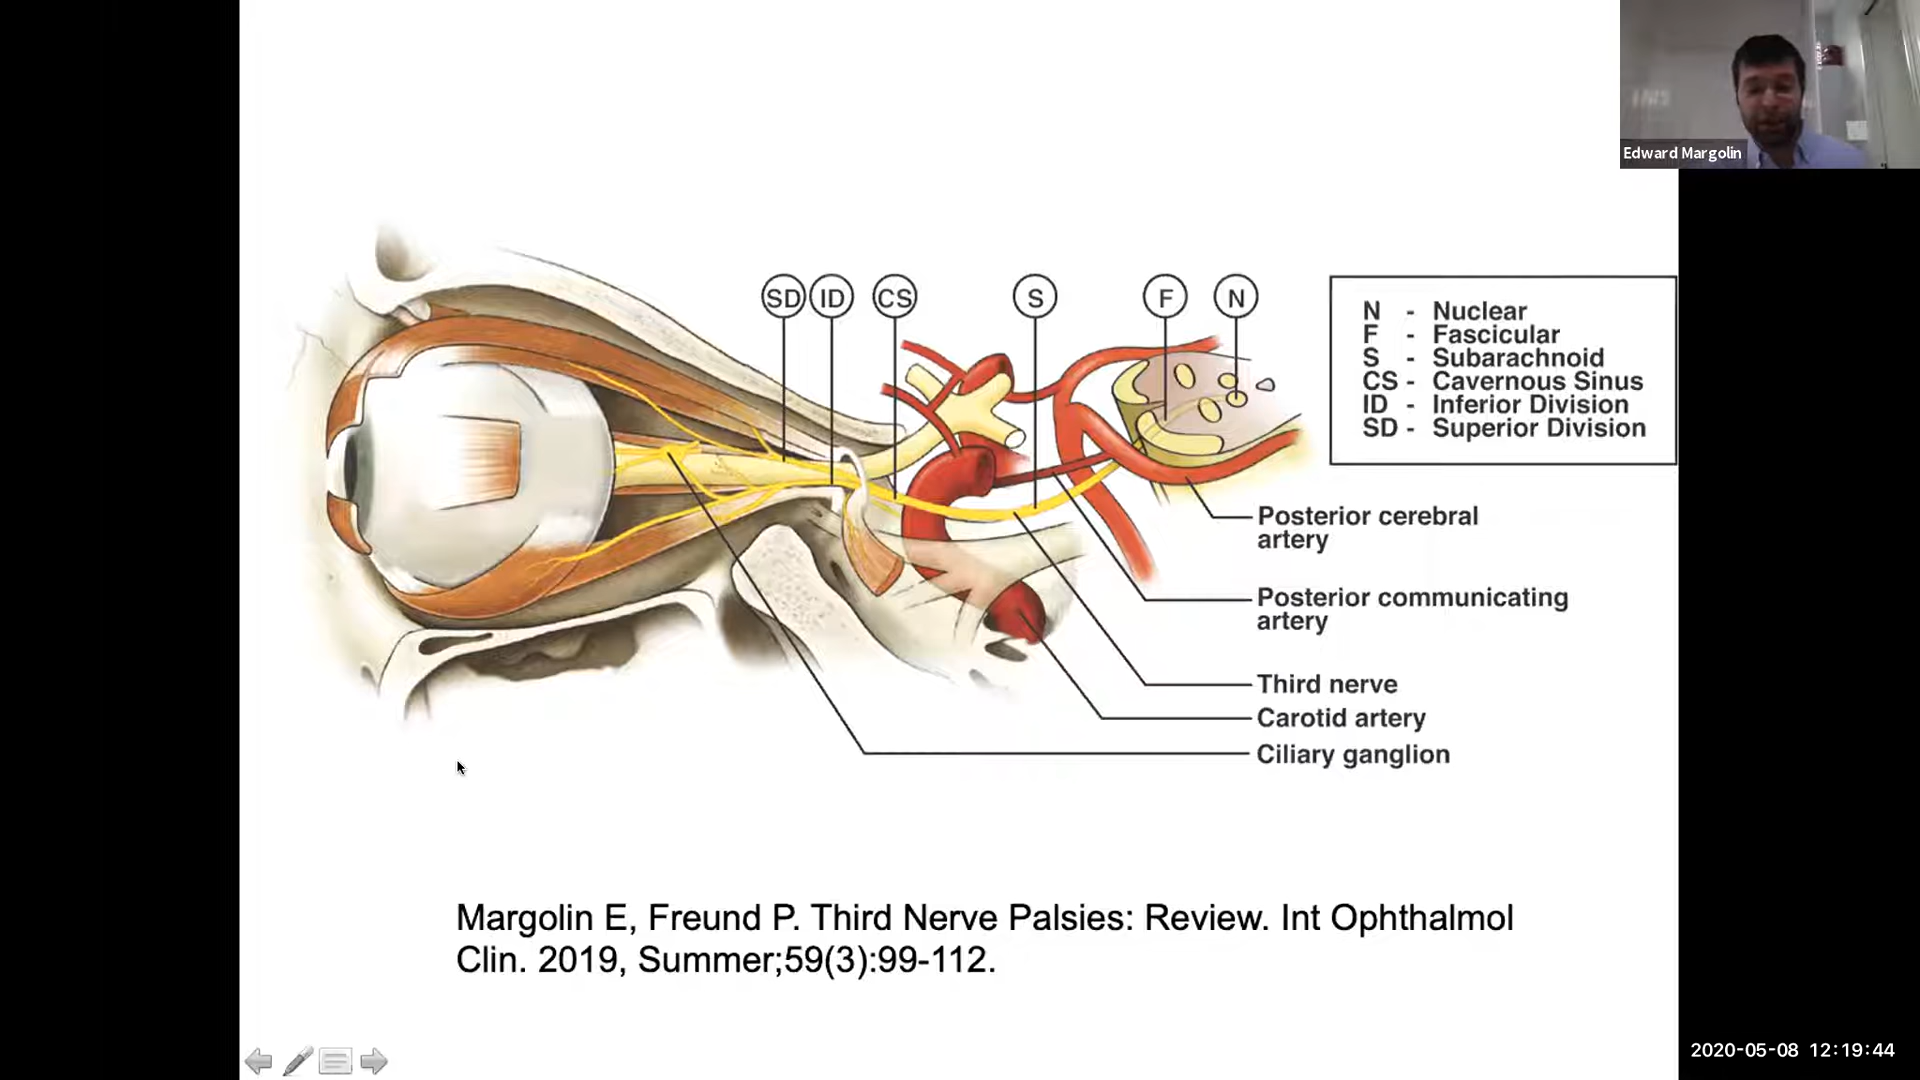 Edward Margolin
SD ID CS S F N
N - Nuclear
F - Fascicular
S - Subarachnoid
CS - Cavernous Sinus
ID - Inferior Division
SD - Superior Division
Posterior cerebral
artery
Posterior communicating
artery
Third nerve
Carotid artery
Ciliary ganglion
Margolin E, Freund P. Third Nerve Palsies: Review. Int Ophthalmol
Clin. 2019, Summer;59(3):99-112.
2020-05-08 12:19:44